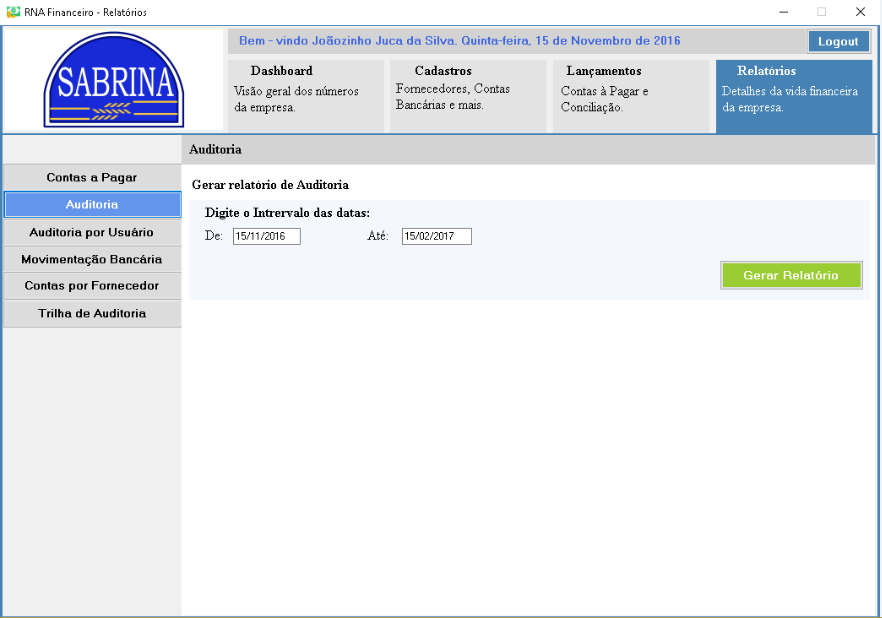 RNA Financeiro - Relatórios
SABRINA
Bem - vindo Joãozinho Juca da Silva. Quinta-feira, 15 de Novembro de 2016
Logout
Dashboard
Visão geral dos números
da empresa.
Cadastros
Fornecedores, Contas
Bancárias e mais.
Lançamentos
Contas à Pagar e
Conciliação.
Relatórios
Detalhes da vida financeira
da empresa.
Contas a Pagar
Auditoria
Auditoria por Usuário
Movimentação Bancária
Contas por Fornecedor
Trilha de Auditoria
Auditoria
Gerar relatório de Auditoria
Digite o Intrervalo das datas:
De: 15/11/2016 Até: 15/02/2017
Gerar Relatório